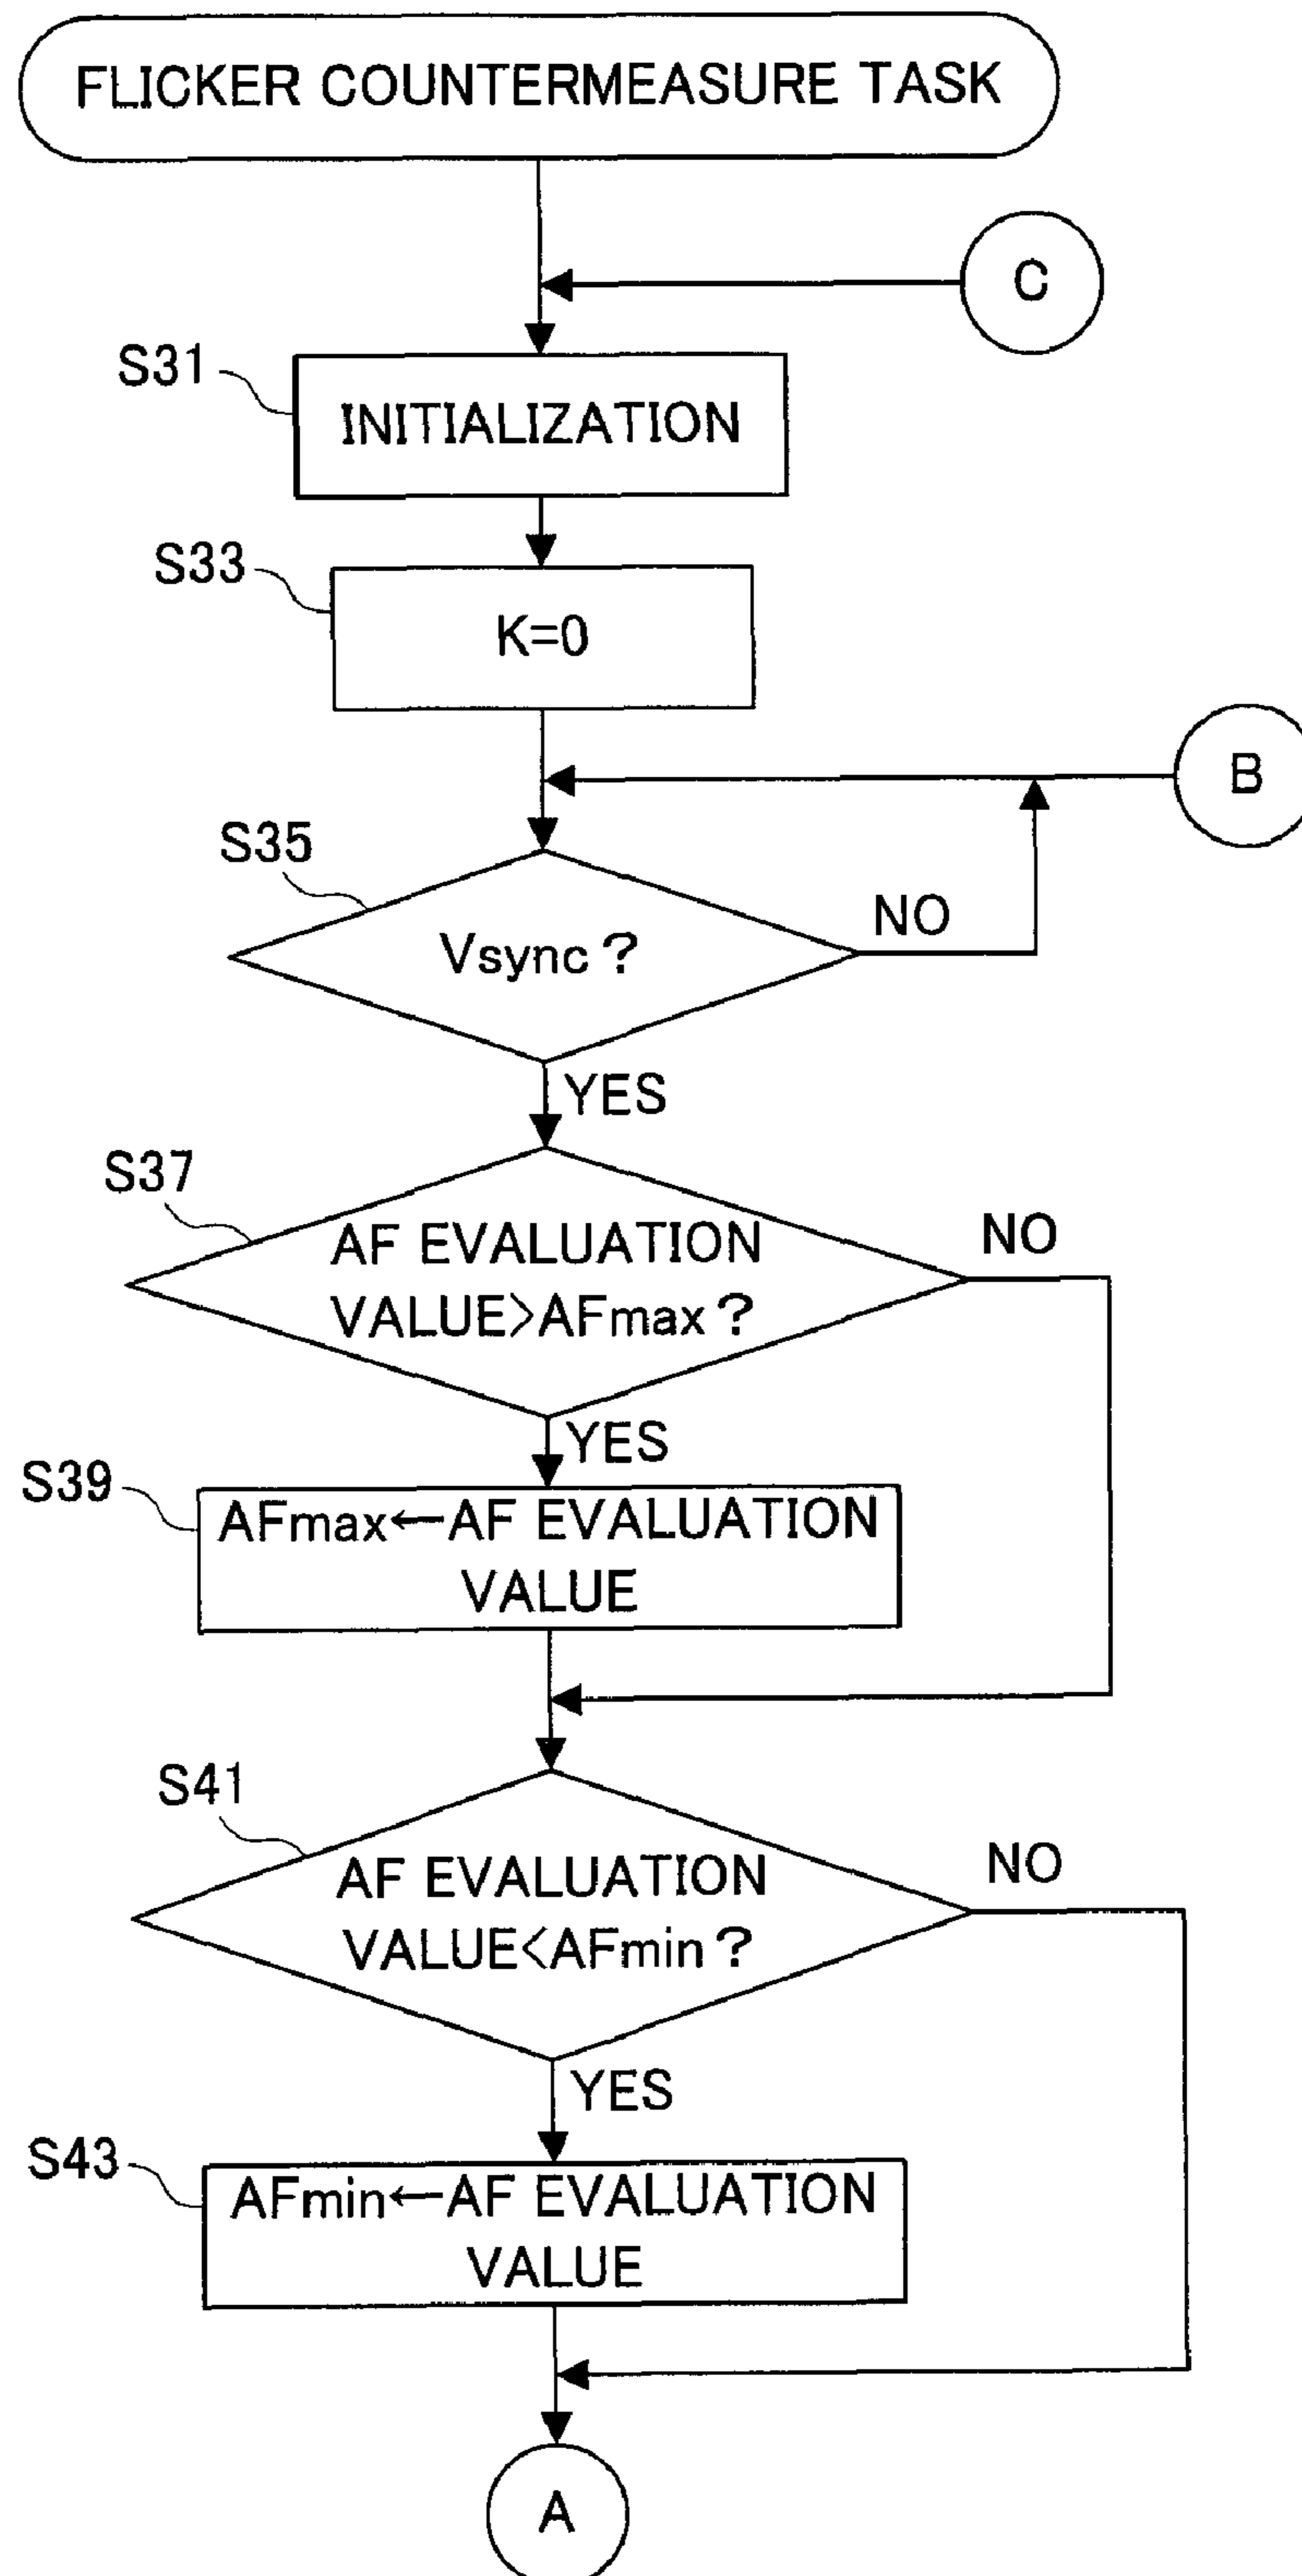 FLICKER COUNTERMEASURE TASK
C
S31
INITIALIZATION
S33
K=0
B
S35
Vsync?
NO
YES
S37
AF EVALUATION
VALUE>AFmax?
NO
YES
S39
AFmax←AF EVALUATION
VALUE
S41
AF EVALUATION
VALUE<AFmin?
NO
YES
S43
AFmin←AF EVALUATION
VALUE
A